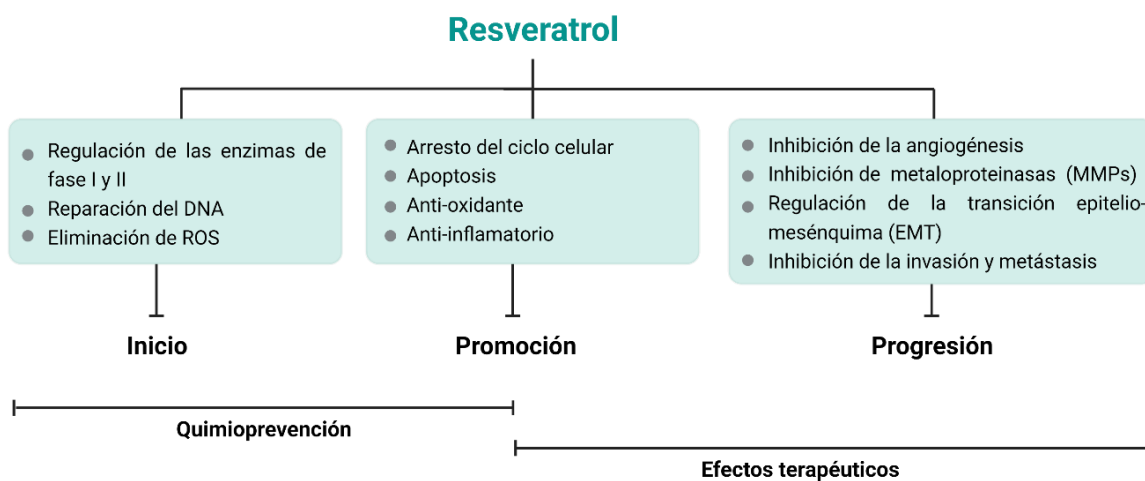 Resveratrol
Regulación de las enzimas de
fase I y II
Reparación del DNA
Eliminación de ROS
Arresto del ciclo celular
Apoptosis
Anti-oxidante
Anti-inflamatorio
Inhibición de la angiogénesis
Inhibición de metaloproteinasas (MMPs)
Regulación de la transición epitelio-
mesénquima (EMT)
Inhibición de la invasión y metástasis
Inicio
Promoción
Progresión
Quimioprevención
Efectos terapéuticos